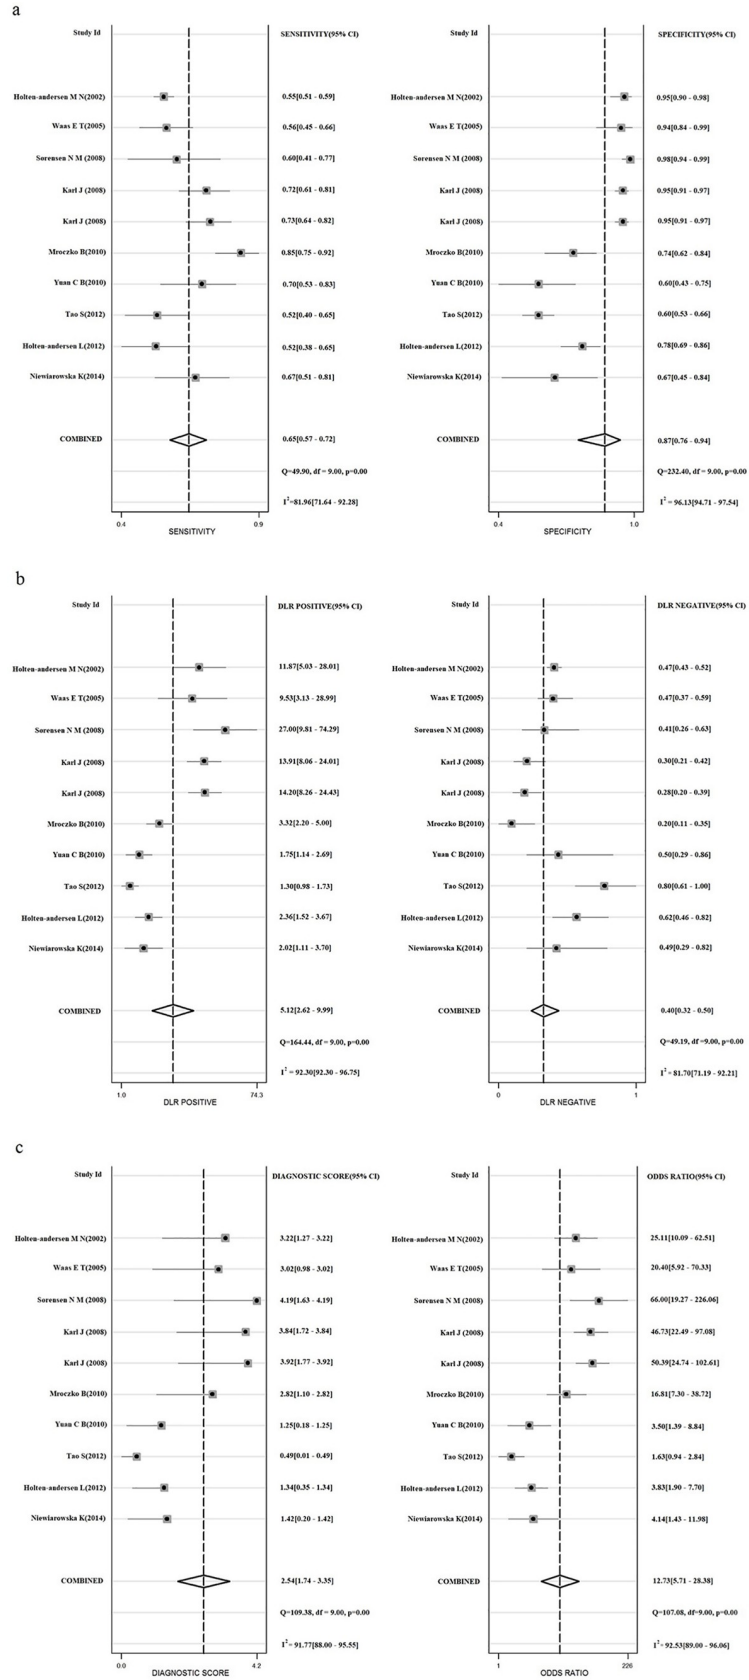 a
Study Id SENSITIVITY(95% CI)
Holten-andersen M N(2002) 0.55[0.51 - 0.59]
Waas E T(2005) 0.56[0.45 - 0.66]
Sørensen N M (2008) 0.60[0.41 - 0.77]
Karl J (2008) 0.72[0.61 - 0.81]
Karl J (2008) 0.73[0.64 - 0.82]
Mroczko B(2010) 0.85[0.75 - 0.92]
Yuan C B(2010) 0.70[0.53 - 0.83]
Tao S(2012) 0.52[0.40 - 0.65]
Holten-andersen L(2012) 0.52[0.38 - 0.65]
Niewiarowska K(2014) 0.67[0.51 - 0.81]
COMBINED 0.65[0.57 - 0.72]
Q=49.90, df = 9.00, p=0.00
I2=81.96[71.64 - 92.28]
0.4 0.9
SENSITIVITY
Study Id SPECIFICITY(95% CI)
Holten-andersen M N(2002) 0.95[0.90 - 0.98]
Waas E T(2005) 0.94[0.84 - 0.99]
Sørensen N M (2008) 0.98[0.94 - 0.99]
Karl J (2008) 0.95[0.91 - 0.97]
Karl J (2008) 0.95[0.91 - 0.97]
Mroczko B(2010) 0.74[0.62 - 0.84]
Yuan C B(2010) 0.60[0.43 - 0.75]
Tao S(2012) 0.60[0.53 - 0.66]
Holten-andersen L(2012) 0.78[0.69 - 0.86]
Niewiarowska K(2014) 0.67[0.45 - 0.84]
COMBINED 0.87[0.76 - 0.94]
Q=232.40, df = 9.00, p=0.00
I2 = 96.13[94.71 - 97.54]
0.4 1.0
SPECIFICITY
b
Study Id DLR POSITIVE(95% CI)
Holten-andersen M N(2002) 11.87[5.03 - 28.01]
Waas E T(2005) 9.53[3.13 - 28.99]
Sørensen N M (2008) 27.00[9.81 - 74.29]
Karl J (2008) 13.91[8.06 - 24.01]
Karl J (2008) 14.20[8.26 - 24.43]
Mroczko B(2010) 3.32[2.20 - 5.00]
Yuan C B(2010) 1.75[1.14 - 2.69]
Tao S(2012) 1.30[0.98 - 1.73]
Holten-andersen L(2012) 2.36[1.52 - 3.67]
Niewiarowska K(2014) 2.02[1.11 - 3.70]
COMBINED 5.12[2.62 - 9.99]
Q=164.44, df = 9.00, p=0.00
I2 = 92.30[92.30 - 96.75]
1.0 74.3
DLR POSITIVE
Study Id DLR NEGATIVE(95% CI)
Holten-andersen M N(2002) 0.47[0.43 - 0.52]
Waas E T(2005) 0.47[0.37 - 0.59]
Sørensen N M (2008) 0.41[0.26 - 0.63]
Karl J (2008) 0.30[0.21 - 0.42]
Karl J (2008) 0.28[0.20 - 0.39]
Mroczko B(2010) 0.20[0.11 - 0.35]
Yuan C B(2010) 0.50[0.29 - 0.86]
Tao S(2012) 0.80[0.61 - 1.00]
Holten-andersen L(2012) 0.62[0.46 - 0.82]
Niewiarowska K(2014) 0.49[0.29 - 0.82]
COMBINED 0.40[0.32 - 0.50]
Q=49.19, df =9.00, p=0.00
I2 = 81.70[71.19 - 92.21]
0 1
DLR NEGATIVE
c
Study Id DIAGNOSTIC SCORE(95% CI)
Holten-andersen M N(2002) 3.22[1.27 - 3.22]
Waas E T(2005) 3.02[0.98 - 3.02]
Sørensen N M (2008) 4.19[1.63 - 4.19]
Karl J (2008) 3.84[1.72 - 3.84]
Karl J (2008) 3.92[1.77 - 3.92]
Mroczko B(2010) 2.82[1.10 - 2.82]
Yuan C B(2010) 1.25[0.18 - 1.25]
Tao S(2012) 0.49[0.01 - 0.49]
Holten-andersen L(2012) 1.34[0.35 - 1.34]
Niewiarowska K(2014) 1.42[0.20 - 1.42]
COMBINED 2.54[1.74 - 3.35]
Q=109.38, df = 9.00, p=0.00
I2 = 91.77[88.00 - 95.55]
0.0 4.2
DIAGNOSTIC SCORE
Study Id ODDS RATIO(95% CI)
Holten-andersen M N(2002) 25.11[10.09 - 62.51]
Waas E T(2005) 20.40[5.92 - 70.33]
Sørensen N M (2008) 66.00[19.27 - 226.06]
Karl J (2008) 46.73[22.49 - 97.08]
Karl J (2008) 50.39[24.74 - 102.61]
Mroczko B(2010) 16.81[7.30 - 38.72]
Yuan C B(2010) 3.50[1.39 - 8.84]
Tao S(2012) 1.63[0.94 - 2.84]
Holten-andersen L(2012) 3.83[1.90 - 7.70]
Niewiarowska K(2014) 4.14[1.43 - 11.98]
COMBINED 12.73[5.71 - 28.38]
Q=107.08, df=9.00, p=0.00
I2 = 92.53[89.00 - 96.06]
1 226
ODDS RATIO